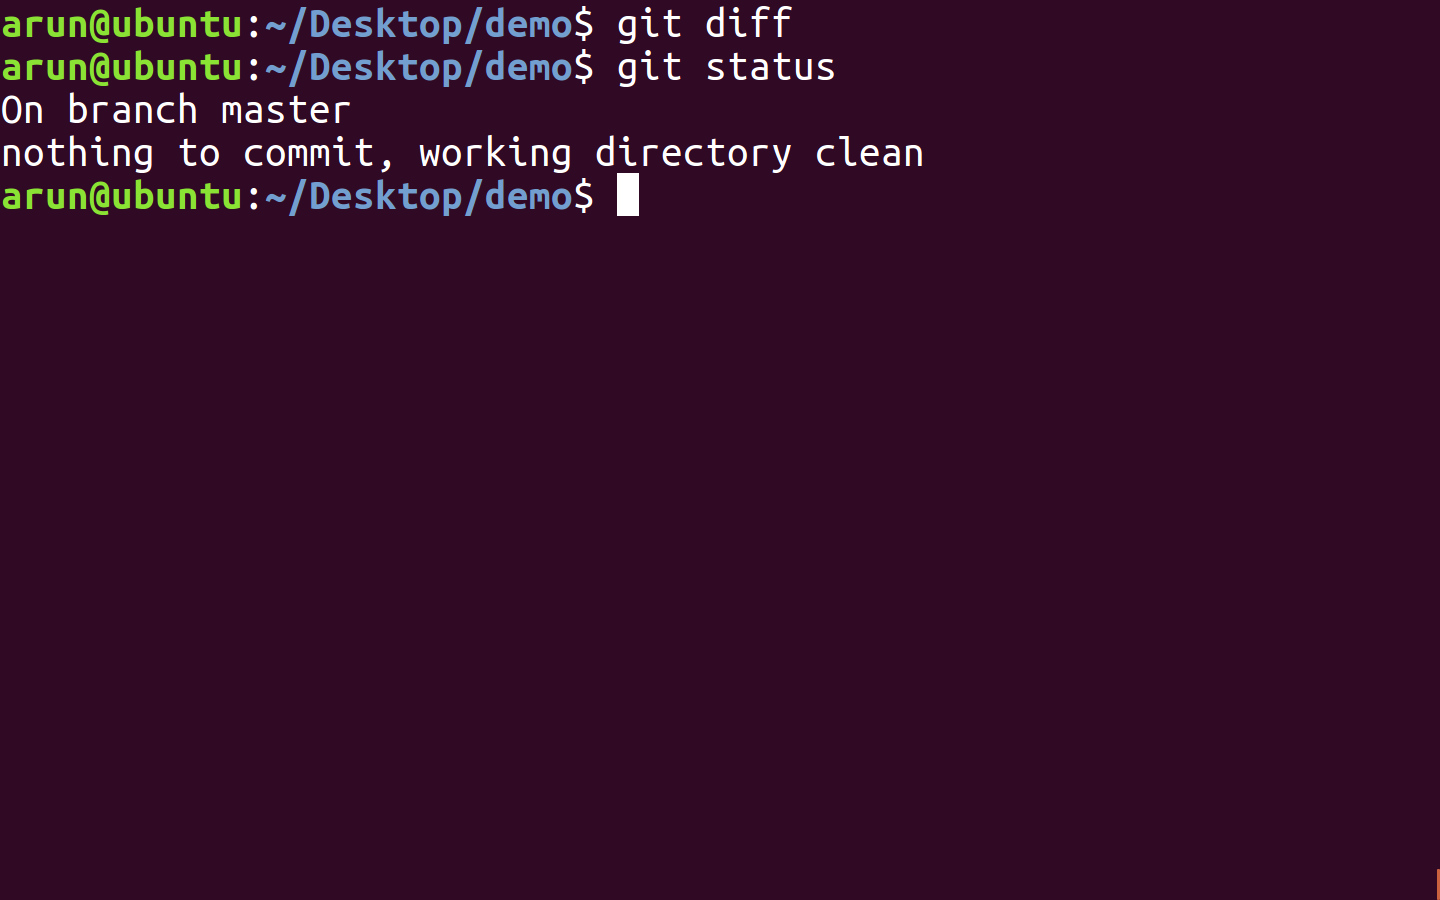 arun@ubuntu:~/Desktop/demo$ git diff
arun@ubuntu:~/Desktop/demo$ git status
On branch master
nothing to commit, working directory clean
arun@ubuntu:~/Desktop/demo$